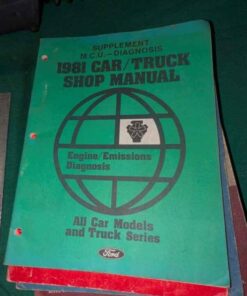 SUPPLEMENT
M.C.U.-DIAGNOSIS
1981 CAR/TRUCK
SHOP MANUAL
Engine/Emissions
Diagnosis
All Car Models
and Truck Series
Ford